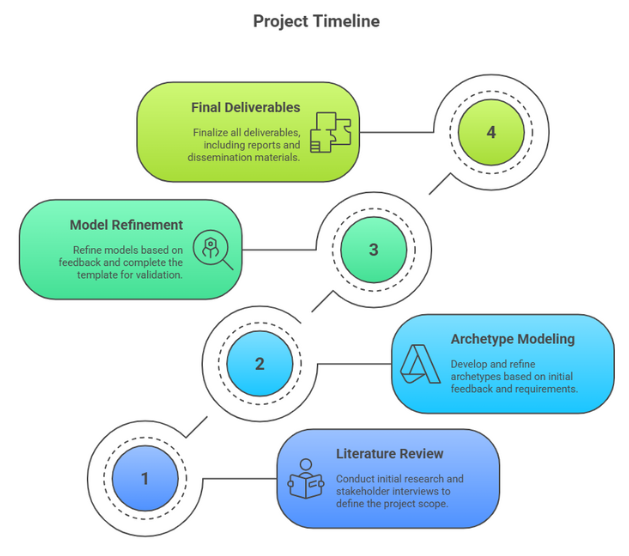 Project Timeline
Final Deliverables
Finalize all deliverables,
including reports and
dissemination materials.
4
Model Refinement
Refine models based on
feedback and complete the
template for validation.
3
2
Archetype Modeling
Develop and refine
archetypes based on initial
feedback and requirements.
1
Literature Review
Conduct initial research and
stakeholder interviews to
define the project scope.